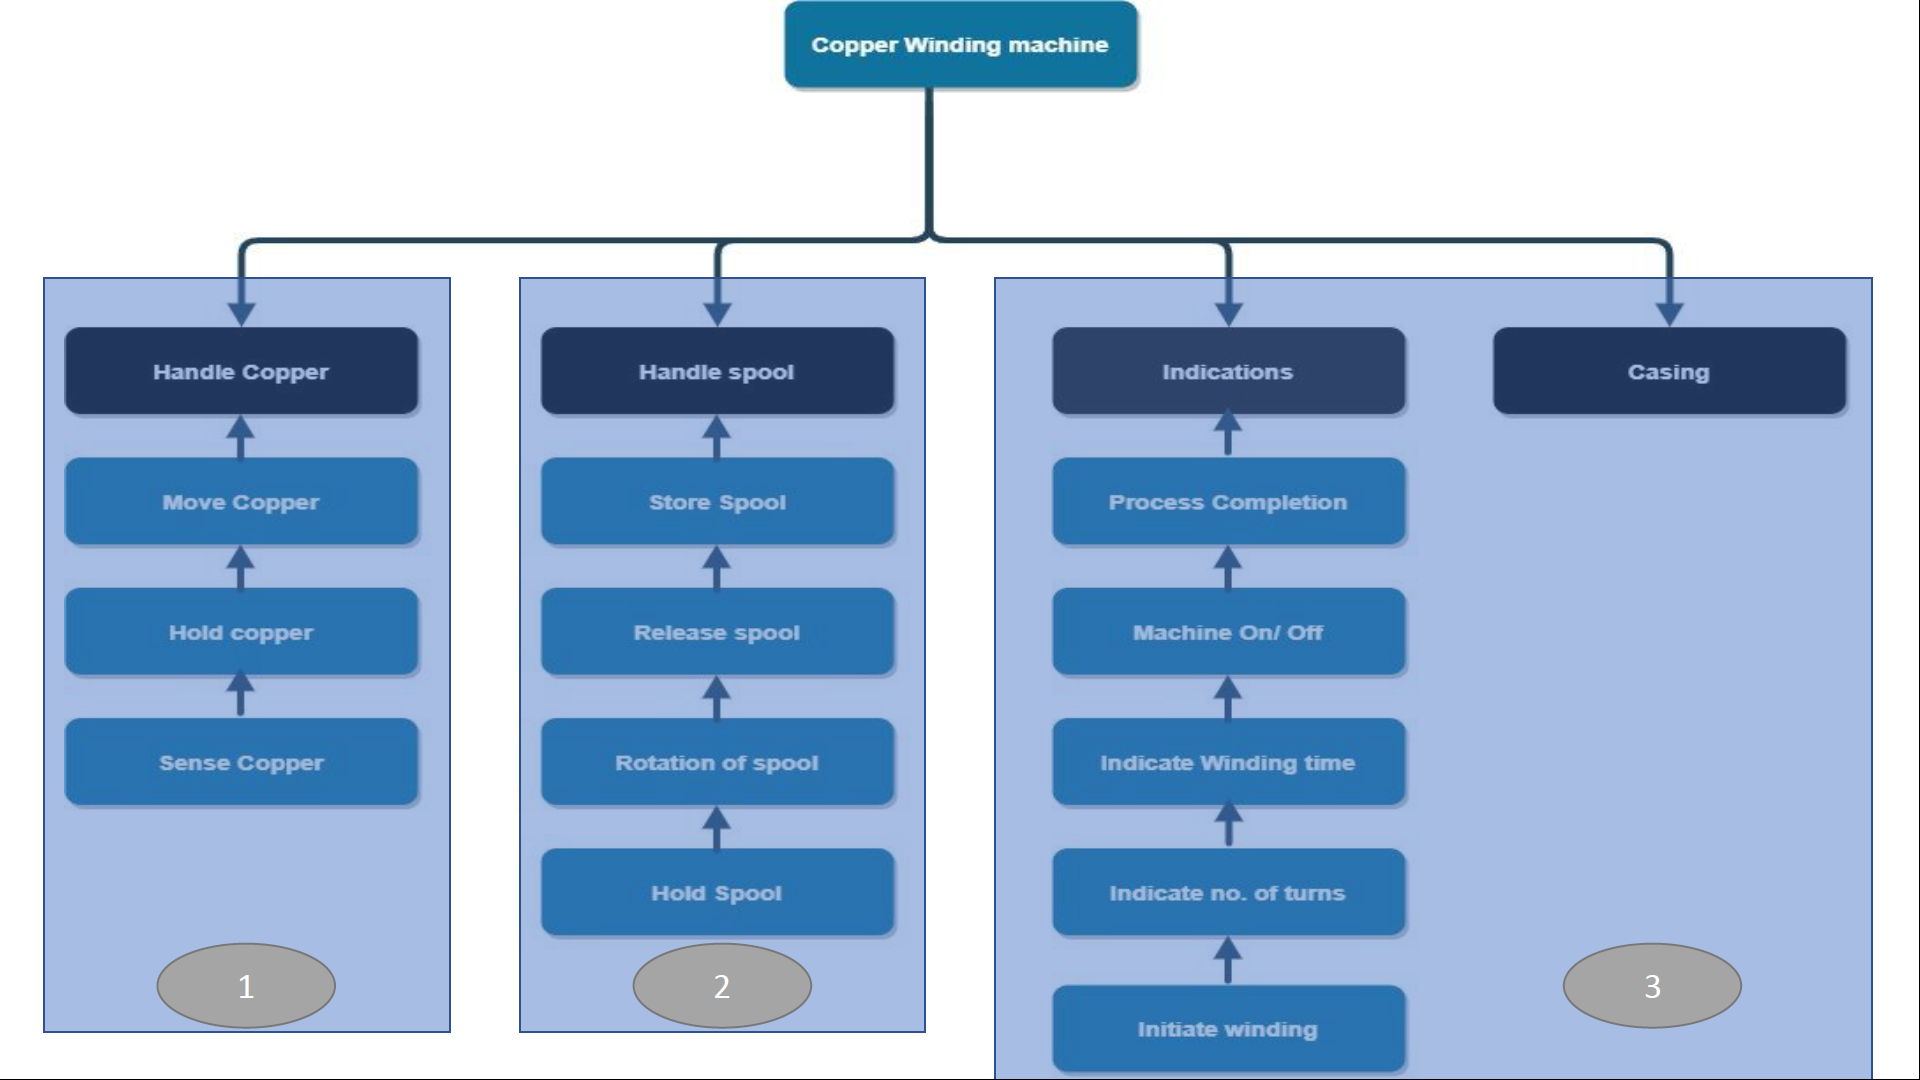 Copper Winding machine
Handle Copper
Move Copper
Hold copper
Sense Copper
1
Handle spool
Store Spool
Release spool
Rotation of spool
Hold Spool
2
Indications
Process Completion
Machine On/ Off
Indicate Winding time
Indicate no. of turns
Initiate winding
Casing
3